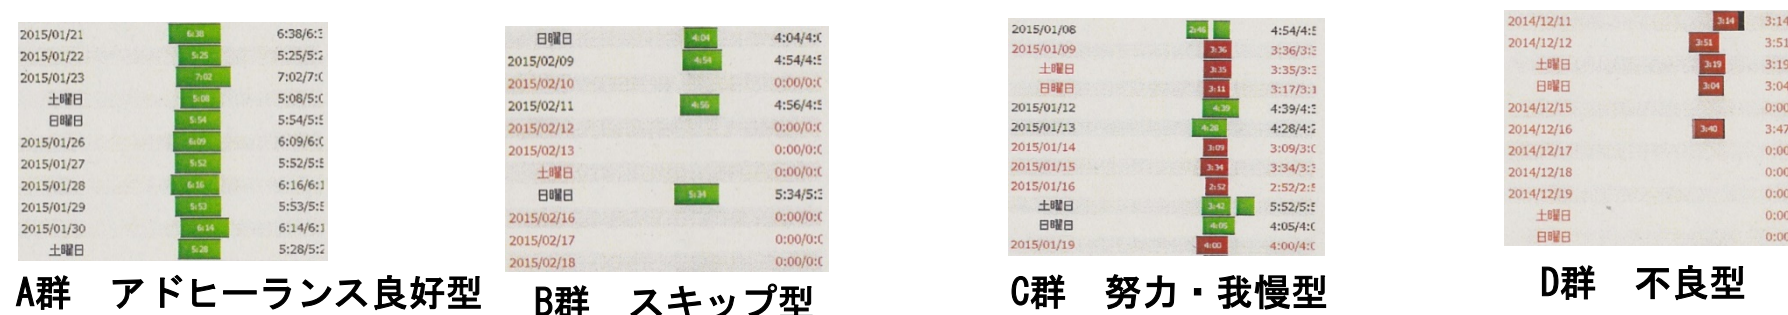 2015/01/21 6:38 6:38/6:3
2015/01/22 5:25 5:25/5:2
2015/01/23 7:02 7:02/7:0
土曜日 5:08 5:08/5:0
日曜日 5:54 5:54/5:5
2015/01/26 6:09 6:09/6:0
2015/01/27 5:52 5:52/5:5
2015/01/28 6:16 6:16/6:1
2015/01/29 5:53 5:53/5:5
2015/01/30 6:14 6:14/6:1
土曜日 5:28 5:28/5:2
A群 アドヒーランス良好型
日曜日 4:04 4:04/4:0
2015/02/09 4:54 4:54/4:5
2015/02/10 0:00/0:0
2015/02/11 4:56 4:56/4:5
2015/02/12 0:00/0:0
2015/02/13 0:00/0:0
土曜日 0:00/0:0
日曜日 5:34 5:34/5:3
2015/02/16 0:00/0:0
2015/02/17 0:00/0:0
2015/02/18 0:00/0:0
B群 スキップ型
2015/01/08 2:46 4:54/4:5
2015/01/09 3:36 3:36/3:3
土曜日 3:35 3:35/3:3
日曜日 3:11 3:17/3:1
2015/01/12 4:39 4:39/4:3
2015/01/13 4:28 4:28/4:2
2015/01/14 3:09 3:09/3:0
2015/01/15 3:34 3:34/3:3
2015/01/16 2:52 2:52/2:5
土曜日 3:42 5:52/5:5
日曜日 4:05 4:05/4:0
2015/01/19 4:00 4:00/4:0
C群 努力・我慢型
2014/12/11 3:14 3:14
2014/12/12 3:51 3:51
土曜日 3:19 3:19
日曜日 3:04 3:04
2014/12/15 0:00
2014/12/16 3:40 3:47
2014/12/17 0:00
2014/12/18 0:00
2014/12/19 0:00
土曜日 0:00
日曜日 0:00
D群 不良型